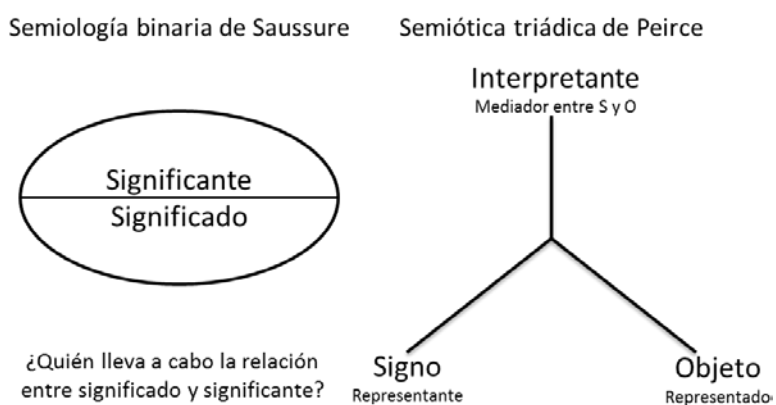 Semiología binaria de Saussure
Semiótica triádica de Peirce
Interpretante
Mediador entre S y O
Significante
Significado
¿Quién lleva a cabo la relación
entre significado y significante?
Signo
Representante
Objeto
Representado